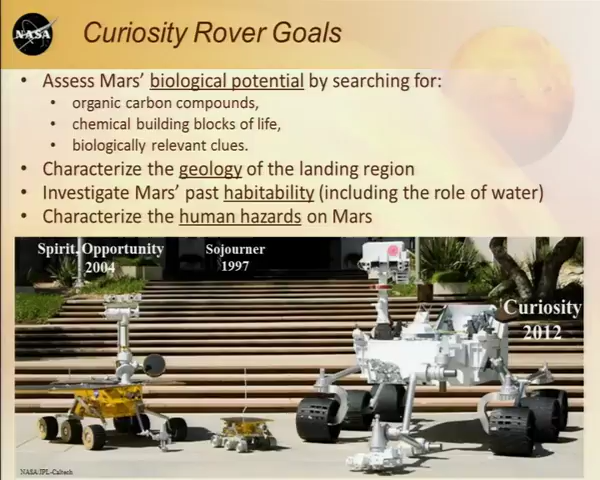 NASA
Curiosity Rover Goals
• Assess Mars’ biological potential by searching for:
• organic carbon compounds,
• chemical building blocks of life,
• biologically relevant clues.
• Characterize the geology of the landing region
• Investigate Mars’ past habitability (including the role of water)
• Characterize the human hazards on Mars
Spirit, Opportunity
2004
Sojourner
1997
Curiosity
2012
NASA/JPL-Caltech